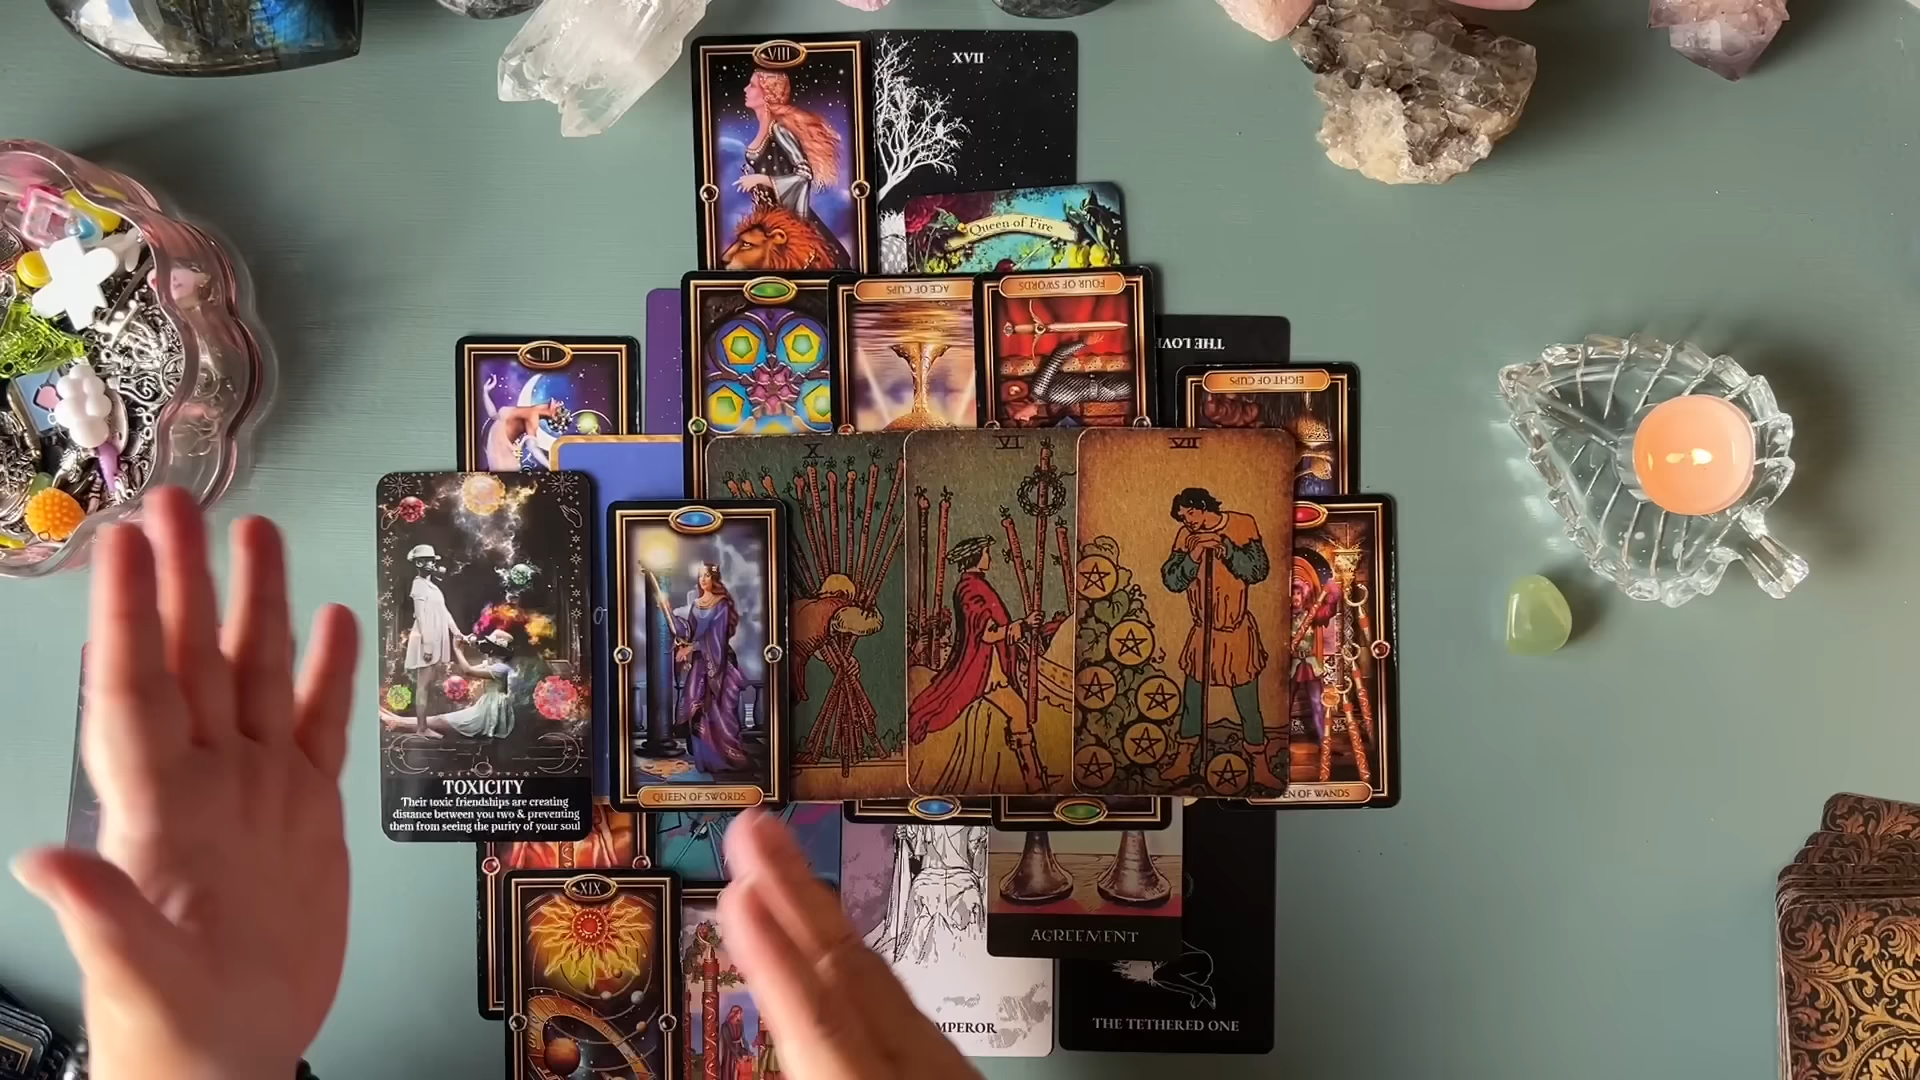 VIII
XVII
Queen of Fire
ACE OF CUPS
FOUR OF SWORDS
THE LOV
II
EIGHT OF CUPS
X
VI
VII
TOXICITY
Their toxic friendships are creating
distance between you two & preventing
them from seeing the purity of your soul
QUEEN OF SWORDS
EN OF WANDS
XIX
AGREEMENT
MPEROR
THE TETHERED ONE